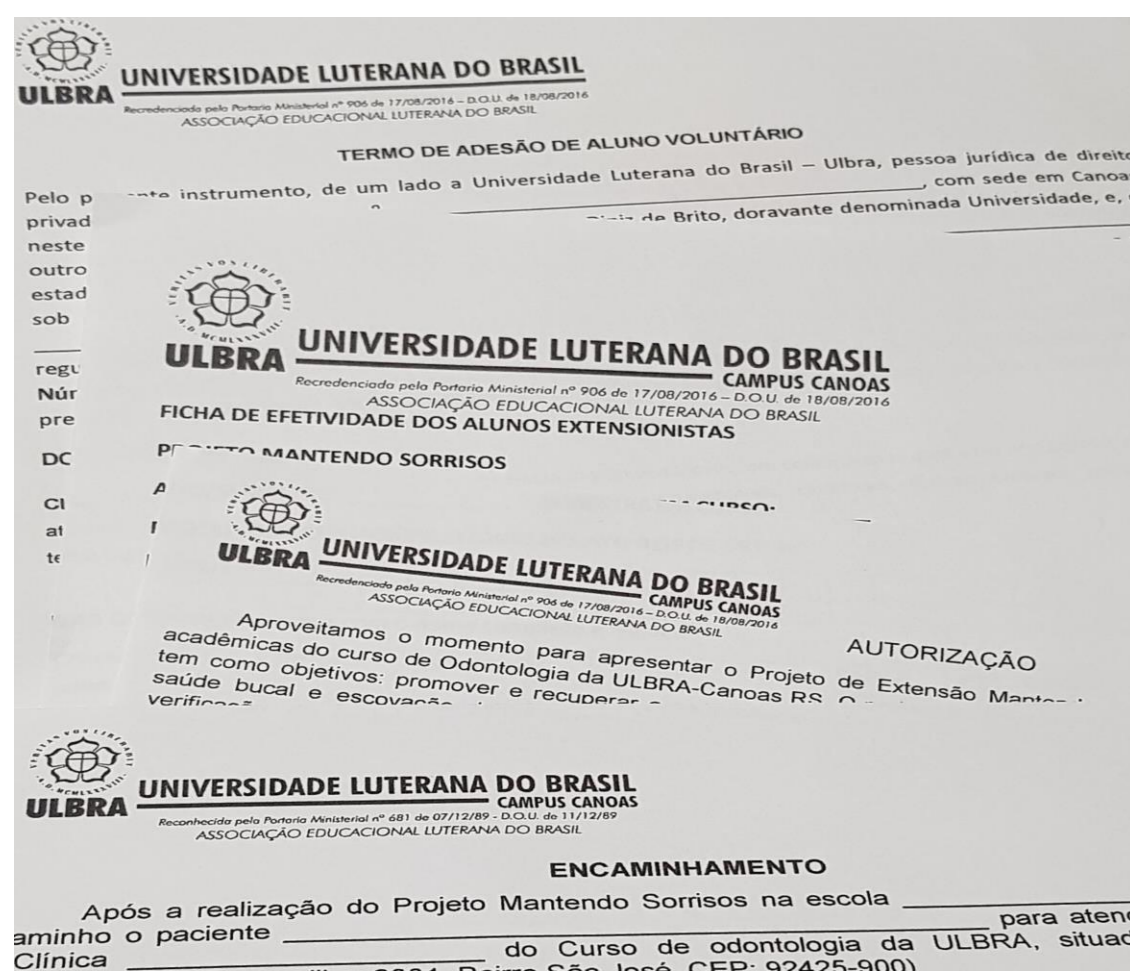 ULBRA
UNIVERSIDADE LUTERANA DO BRASIL
Recredenciada pela Portaria Ministerial nº 906 de 17/08/2016 – D.O.U. de 18/08/2016
ASSOCIAÇÃO EDUCACIONAL LUTERANA DO BRASIL
TERMO DE ADESÃO DE ALUNO VOLUNTÁRIO
Pelo p instrumento, de um lado a Universidade Luterana do Brasil – Ulbra, pessoa jurídica de direito
privad , com sede em Canoa
neste de Brito, doravante denominada Universidade, e,
outro
estad
sob
regu
Núr
pre
DO
Cl
at
te
VERITAS VOS LIBERABIT
A.D. MCMLXXXVIII
ULBRA
UNIVERSIDADE LUTERANA DO BRASIL
CAMPUS CANOAS
Recredenciada pela Portaria Ministerial nº 906 de 17/08/2016 – D.O.U. de 18/08/2016
ASSOCIAÇÃO EDUCACIONAL LUTERANA DO BRASIL
FICHA DE EFETIVIDADE DOS ALUNOS EXTENSIONISTAS
PROJETO MANTENDO SORRISOS
CURSO:
ULBRA
UNIVERSIDADE LUTERANA DO BRASIL
CAMPUS CANOAS
Recredenciada pela Portaria Ministerial nº 906 de 17/08/2016 – D.O.U. de 18/08/2016
ASSOCIAÇÃO EDUCACIONAL LUTERANA DO BRASIL
AUTORIZAÇÃO
Aproveitamos o momento para apresentar o Projeto de Extensão
acadêmicas do curso de Odontologia da ULBRA-Canoas RS.
tem como objetivos: promover e recuperar
saúde bucal e escovação
ULBRA
UNIVERSIDADE LUTERANA DO BRASIL
CAMPUS CANOAS
Reconhecida pela Portaria Ministerial nº 681 de 07/12/89 - D.O.U. de 11/12/89
ASSOCIAÇÃO EDUCACIONAL LUTERANA DO BRASIL
ENCAMINHAMENTO
Após a realização do Projeto Mantendo Sorrisos na escola
aminho o paciente para atend
Clínica do Curso de odontologia da ULBRA, situad
Bairro São José, CEP: 92425-900)